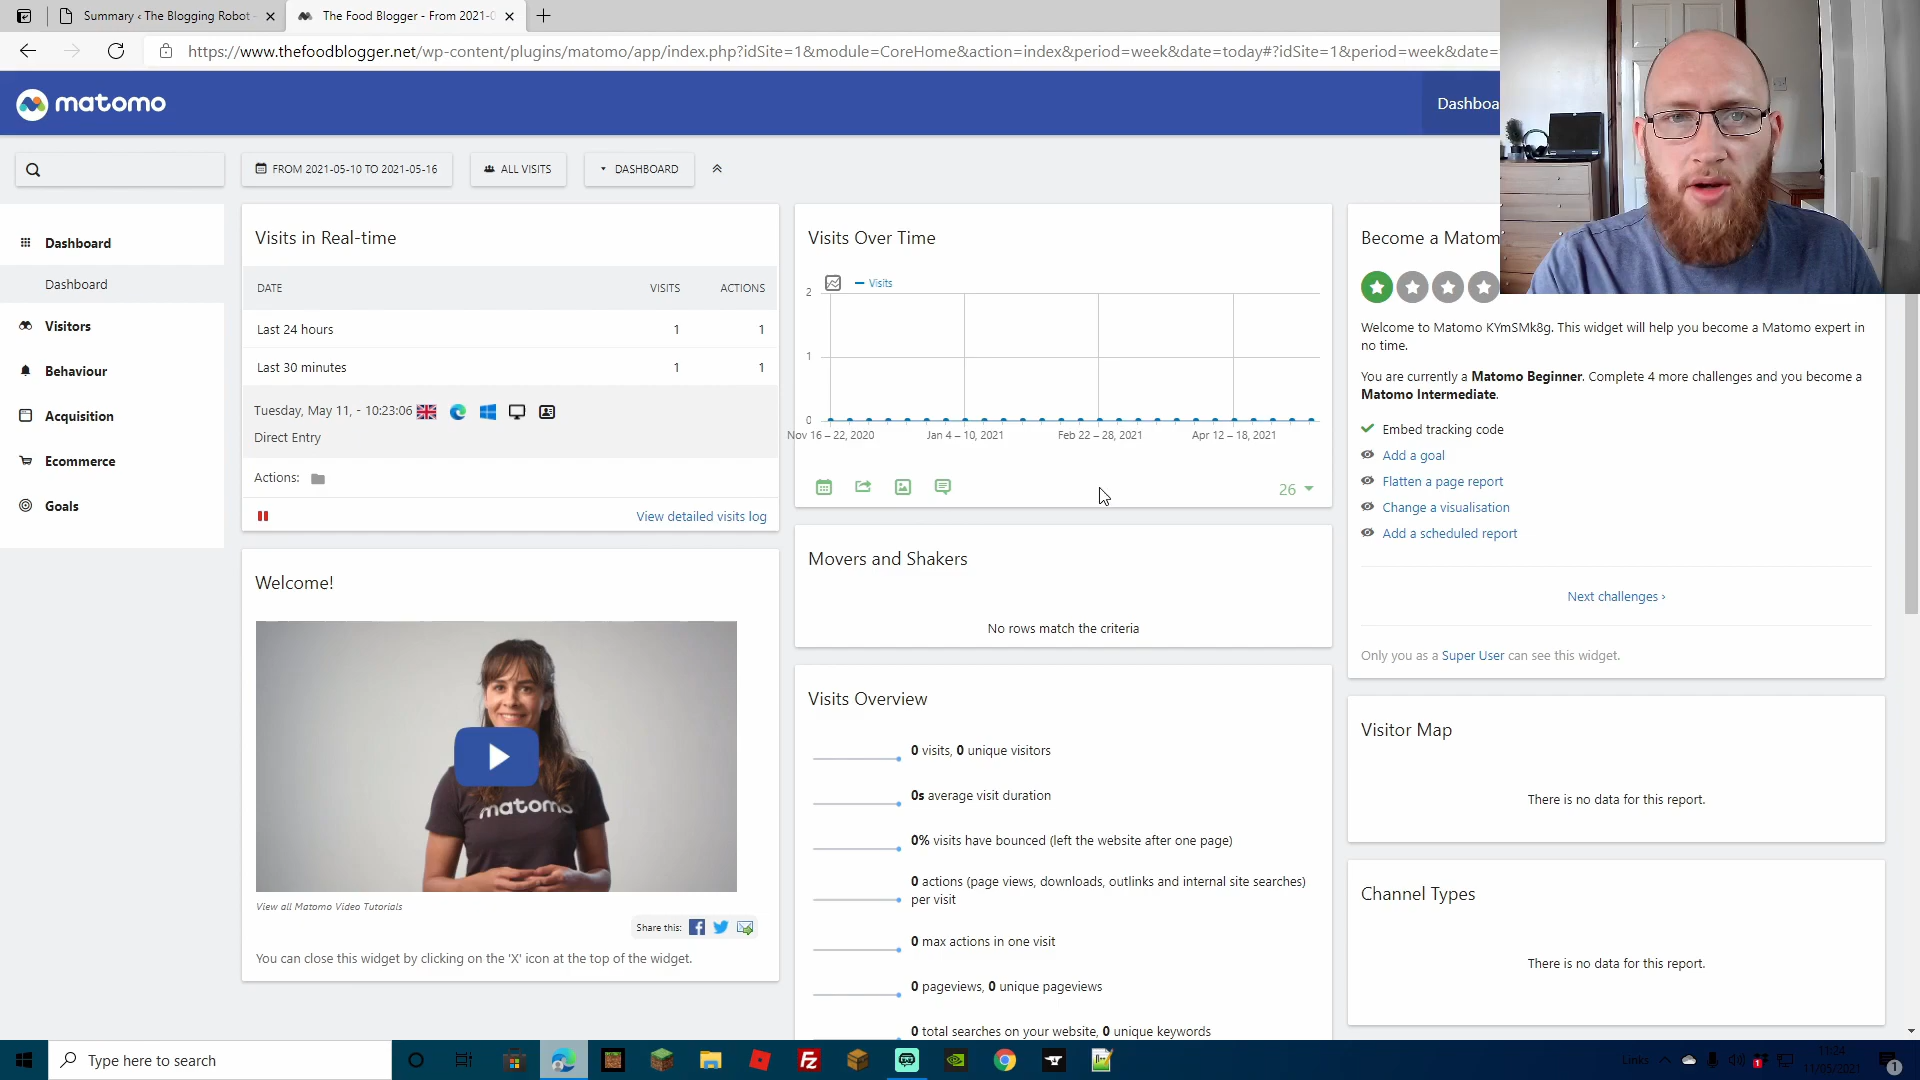 Summary ‹ The Blogging Robot
The Food Blogger - From 2021-0
https://www.thefoodblogger.net/wp-content/plugins/matomo/app/index.php?idSite=1&module=CoreHome&action=index&period=week&date=today#?idSite=1&period=week&date=
matomo
Dashboa
FROM 2021-05-10 TO 2021-05-16
ALL VISITS
DASHBOARD
Dashboard
Dashboard
Visitors
Behaviour
Acquisition
Ecommerce
Goals
Visits in Real-time
DATE VISITS ACTIONS
Last 24 hours 1 1
Last 30 minutes 1 1
Tuesday, May 11, - 10:23:06
Direct Entry
Actions:
View detailed visits log
Welcome!
matomo
View all Matomo Video Tutorials
Share this:
You can close this widget by clicking on the 'X' icon at the top of the widget.
Visits Over Time
Visits
2
1
0
Nov 16 – 22, 2020 Jan 4 – 10, 2021 Feb 22 – 28, 2021 Apr 12 – 18, 2021
26
Movers and Shakers
No rows match the criteria
Visits Overview
0 visits, 0 unique visitors
0s average visit duration
0% visits have bounced (left the website after one page)
0 actions (page views, downloads, outlinks and internal site searches)
per visit
0 max actions in one visit
0 pageviews, 0 unique pageviews
0 total searches on your website, 0 unique keywords
Become a Matom
Welcome to Matomo KYmSMk8g. This widget will help you become a Matomo expert in
no time.
You are currently a Matomo Beginner. Complete 4 more challenges and you become a
Matomo Intermediate.
Embed tracking code
Add a goal
Flatten a page report
Change a visualisation
Add a scheduled report
Next challenges ›
Only you as a Super User can see this widget.
Visitor Map
There is no data for this report.
Channel Types
There is no data for this report.
Type here to search
Links
11:24
11/05/2021